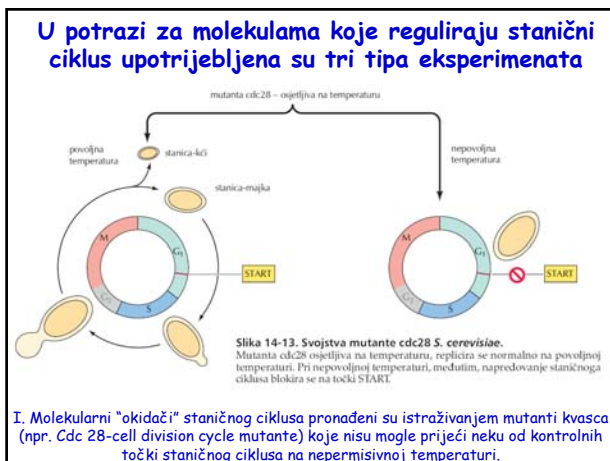 U potrazi za molekulama koje reguliraju stanični
ciklus upotrijebljena su tri tipa eksperimenata
mutanta cdc28 – osjetljiva na temperaturu
povoljna
temperatura
stanica-kći
nepovoljna
temperatura
stanica-majka
M
G1
START
G2
S
M
G1
START
G2
S
Slika 14-13. Svojstva mutante cdc28 S. cerevisiae.
Mutanta cdc28 osjetljiva na temperaturu, replicira se normalno na povoljnoj
temperaturi. Pri nepovoljnoj temperaturi, međutim, napredovanje staničnoga
ciklusa blokira se na točki START.
I. Molekularni “okidači” staničnog ciklusa pronađeni su istraživanjem mutanti kvasca
(npr. Cdc 28-cell division cycle mutante) koje nisu mogle prijeći neku od kontrolnih
točki staničnog ciklusa na nepermisivnoj temperaturi.